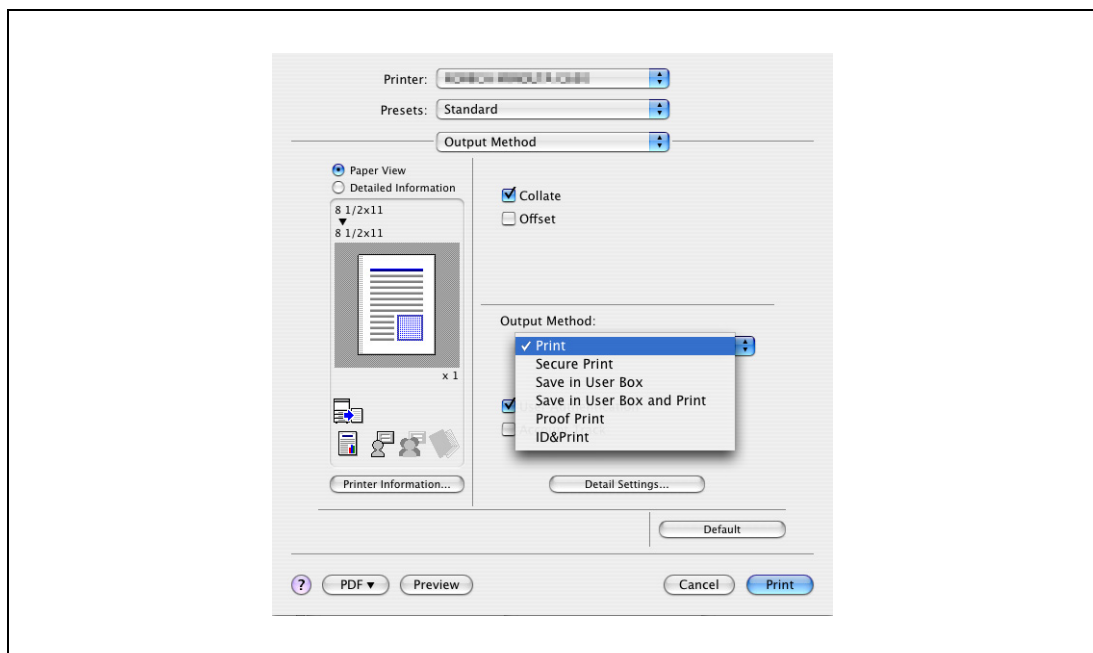 Printer:
Presets: Standard
Output Method
Paper View
Detailed Information
8 1/2x11
8 1/2x11
x 1
Printer Information...
Collate
Offset
Output Method:
Print
Secure Print
Save in User Box
Save in User Box and Print
Proof Print
ID&Print
Detail Settings...
Default
? PDF Preview Cancel Print